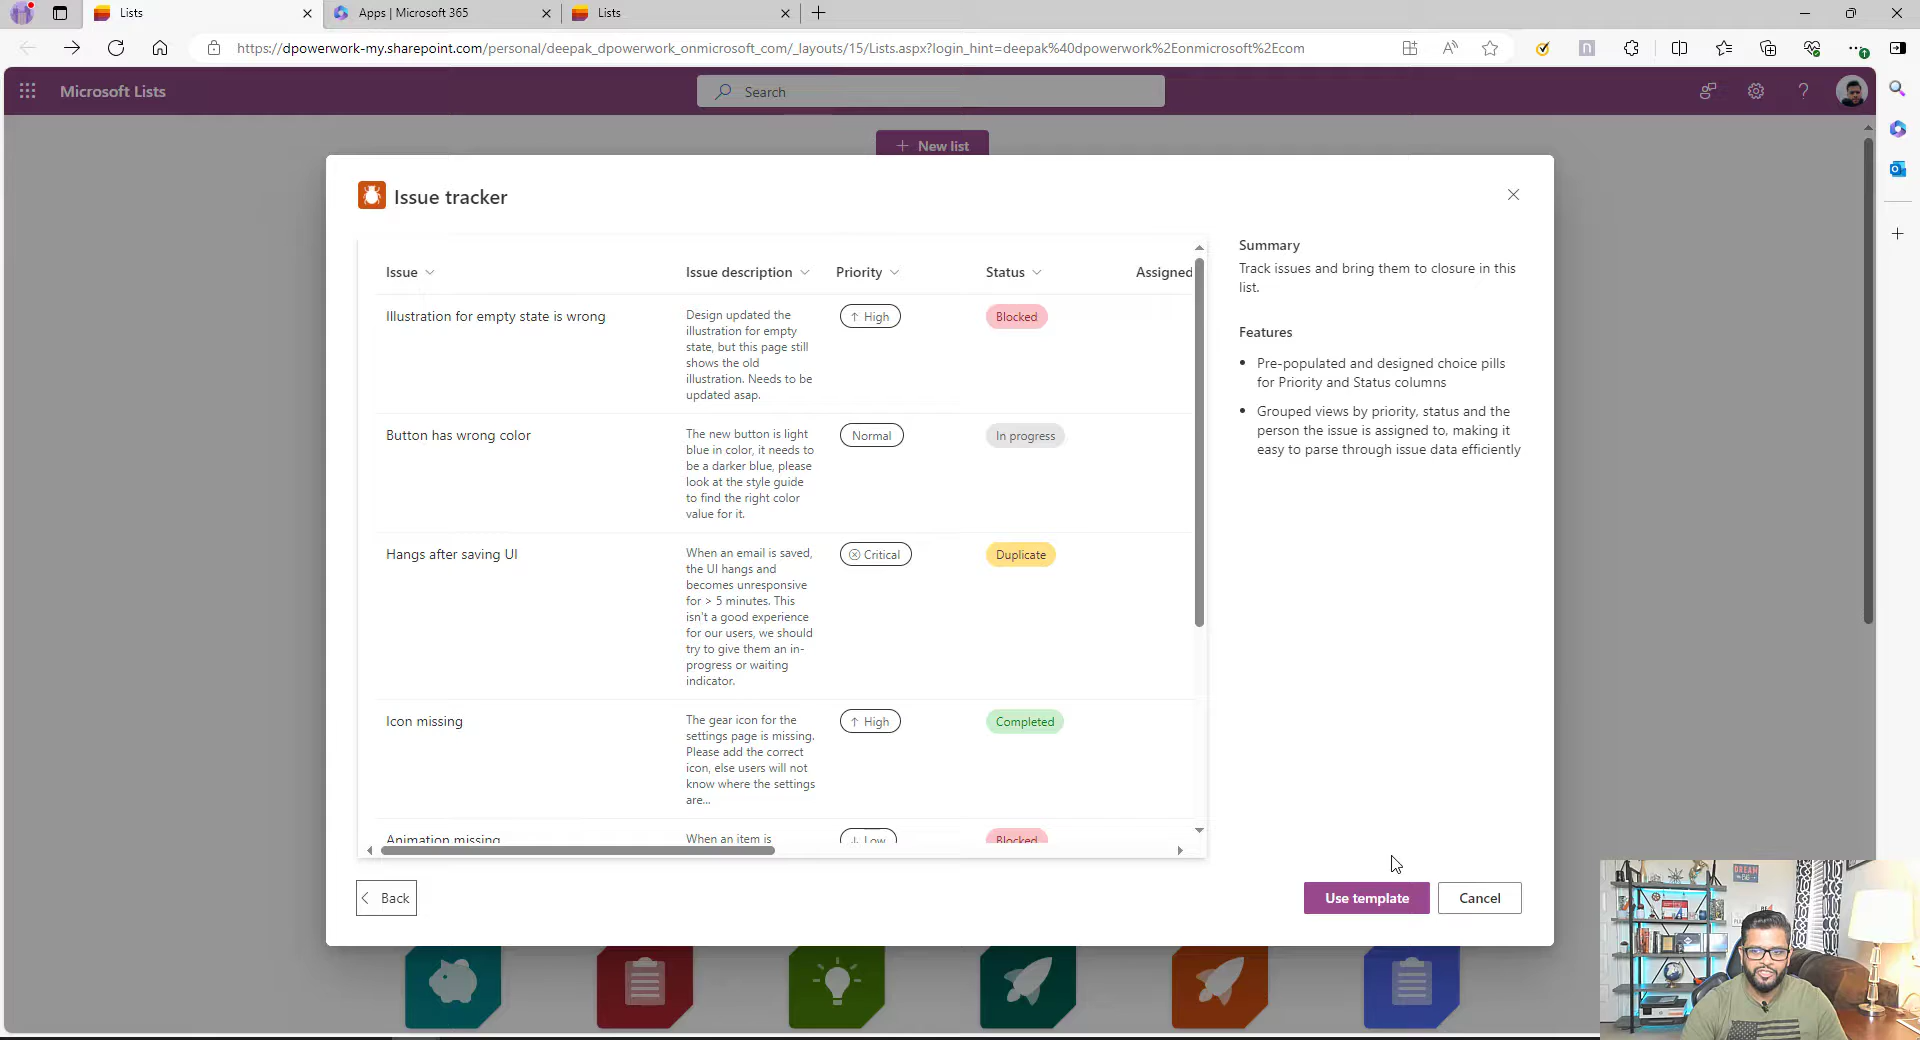 Lists
Apps | Microsoft 365
Lists
https://dpowerwork-my.sharepoint.com/personal/deepak_dpowerwork_onmicrosoft_com/_layouts/15/Lists.aspx?login_hint=deepak%40dpowerwork%2Eonmicrosoft%2Ecom
Microsoft Lists
Search
New list
Issue tracker
Issue
Issue description
Priority
Status
Assigned
Illustration for empty state is wrong
Design updated the
illustration for empty
state, but this page still
shows the old
illustration. Needs to be
updated asap.
High
Blocked
Button has wrong color
The new button is light
blue in color, it needs to
be a darker blue, please
look at the style guide
to find the right color
value for it.
Normal
In progress
Hangs after saving UI
When an email is saved,
the UI hangs and
becomes unresponsive
for > 5 minutes. This
isn't a good experience
for our users, we should
try to give them an in-
progress or waiting
indicator.
Critical
Duplicate
Icon missing
The gear icon for the
settings page is missing.
Please add the correct
icon, else users will not
know where the settings
are...
High
Completed
Animation missing
When an item is
Low
Blocked
Summary
Track issues and bring them to closure in this
list.
Features
• Pre-populated and designed choice pills
for Priority and Status columns
• Grouped views by priority, status and the
person the issue is assigned to, making it
easy to parse through issue data efficiently
Back
Use template
Cancel
DREAM
BIG